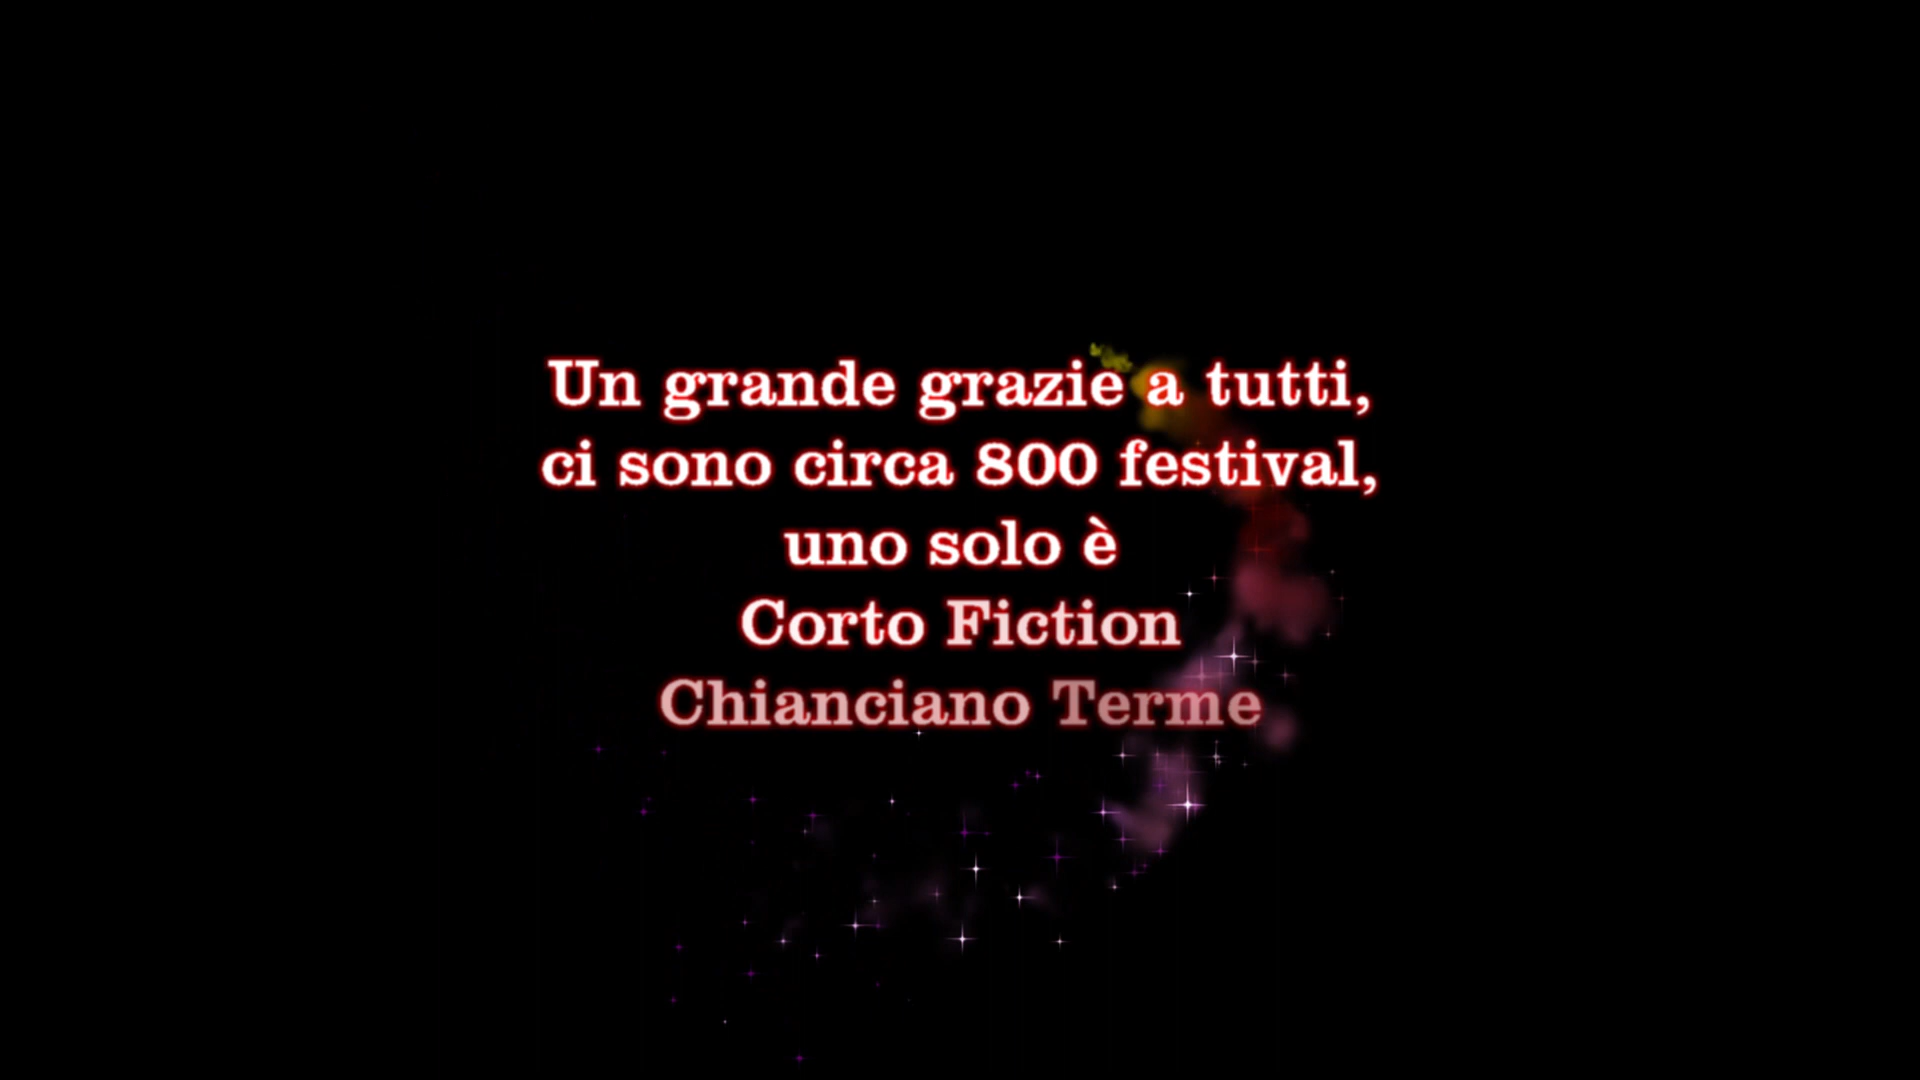 Un grande grazie a tutti,
ci sono circa 800 festival,
uno solo è
Corto Fiction
Chianciano Terme